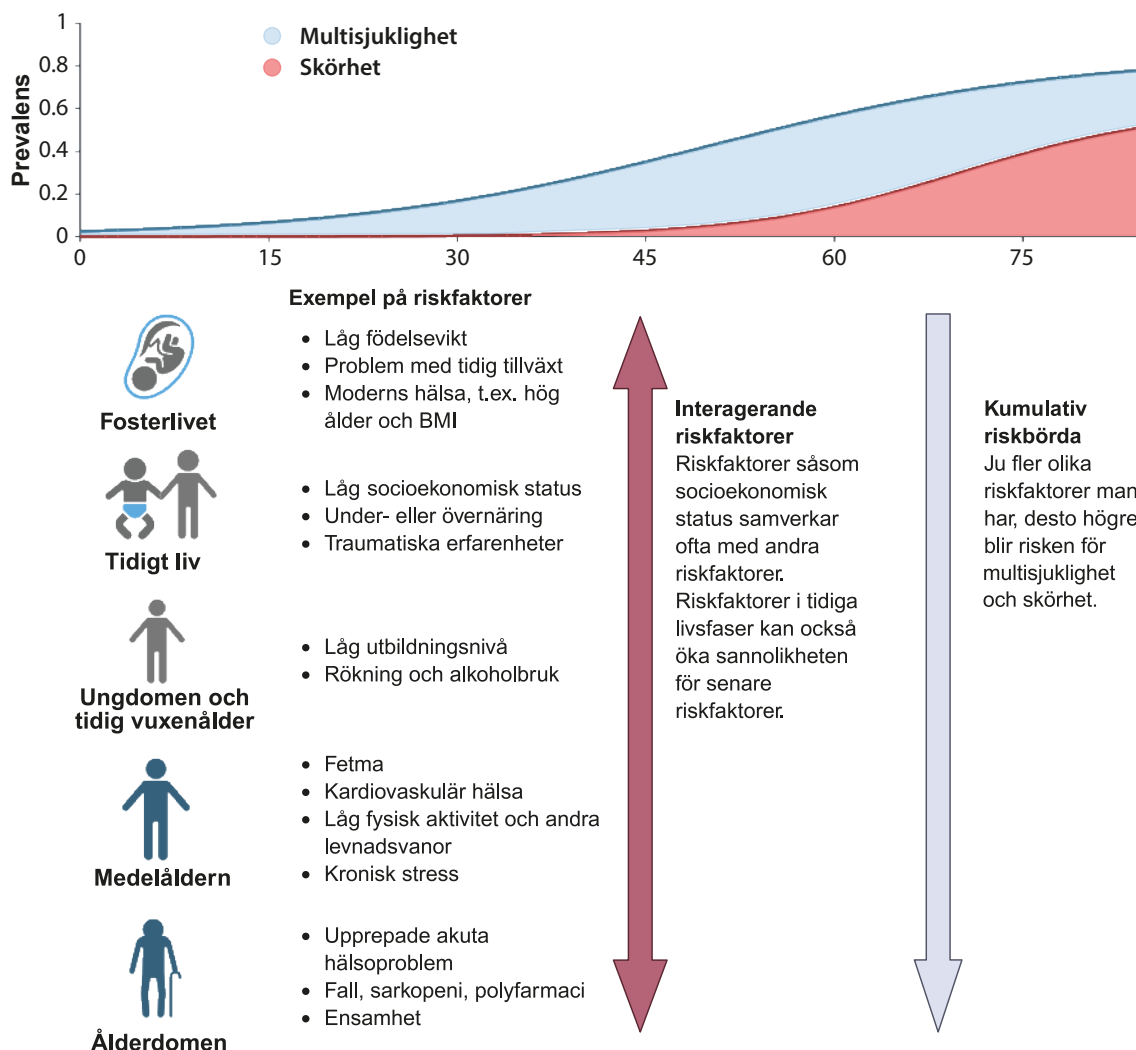 1
0.8
0.6
0.4
0.2
0
Prevalens
Multisjuklighet
Skörhet
0
15
30
45
60
75
Exempel på riskfaktorer
Fosterlivet
• Låg födelsevikt
• Problem med tidig tillväxt
• Moderns hälsa, t.ex. hög
ålder och BMI
Tidigt liv
• Låg socioekonomisk status
• Under- eller övernäring
• Traumatiska erfarenheter
Ungdomen och
tidig vuxenålder
• Låg utbildningsnivå
• Rökning och alkoholbruk
Medelåldern
• Fetma
• Kardiovaskulär hälsa
• Låg fysisk aktivitet och andra
levnadsvanor
• Kronisk stress
Ålderdomen
• Upprepade akuta
hälsoproblem
• Fall, sarkopeni, polyfarmaci
• Ensamhet
Interagerande
riskfaktorer
Riskfaktorer såsom
socioekonomisk
status samverkar
ofta med andra
riskfaktorer.
Riskfaktorer i tidiga
livsfaser kan också
öka sannolikheten
för senare
riskfaktorer.
Kumulativ
riskbörda
Ju fler olika
riskfaktorer man
har, desto högre
blir risken för
multisjuklighet
och skörhet.